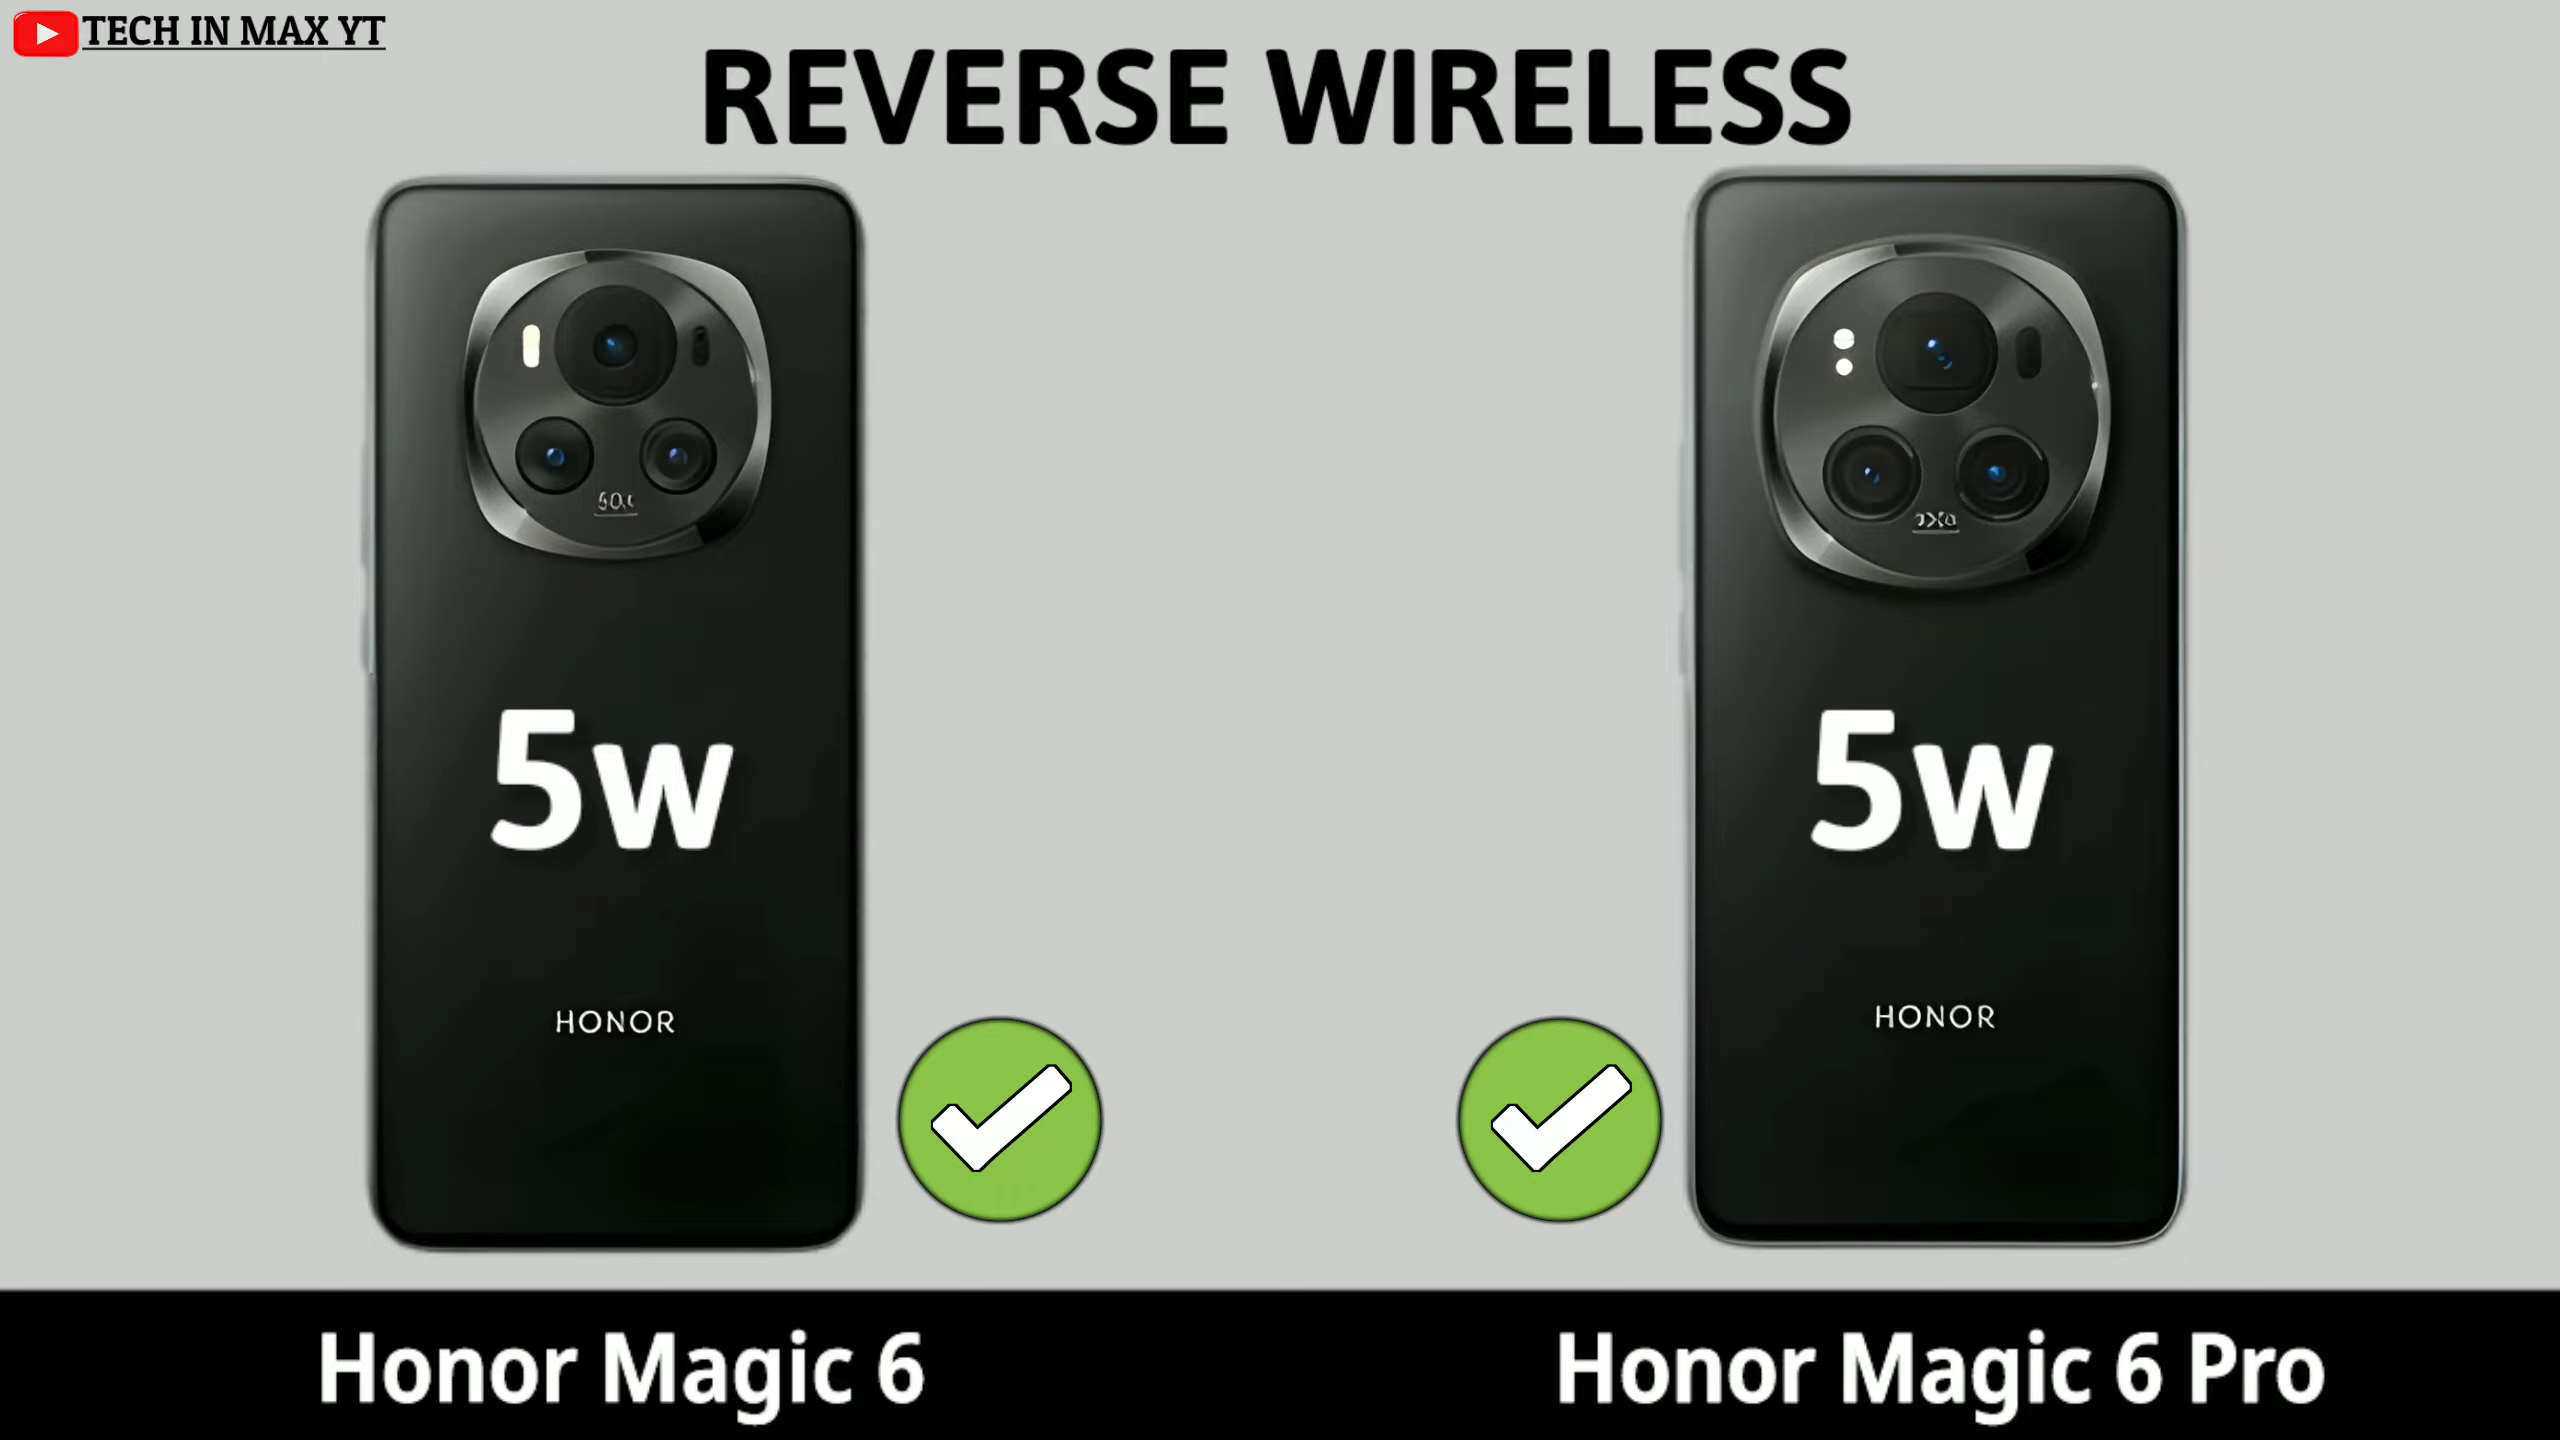 TECH IN MAX YT
REVERSE WIRELESS
5w
HONOR
5w
HONOR
Honor Magic 6
Honor Magic 6 Pro